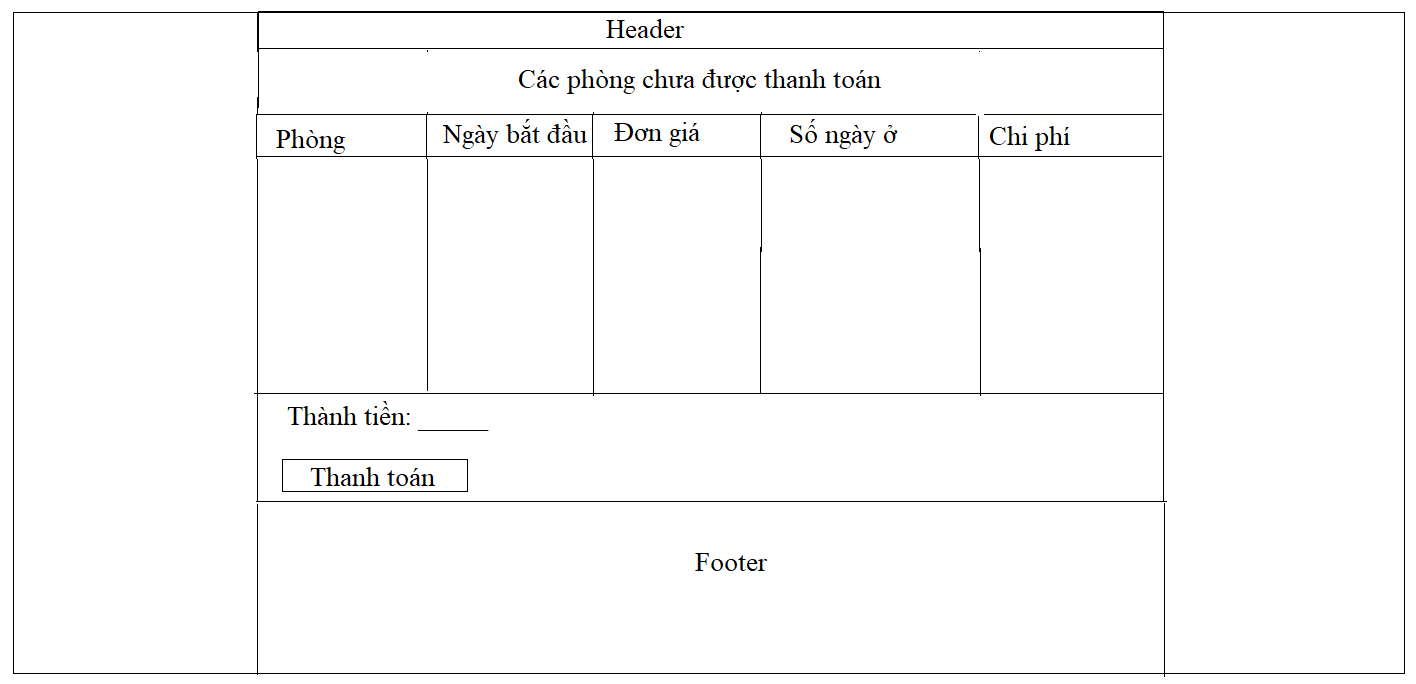 Header
Các phòng chưa được thanh toán
Phòng Ngày bắt đầu Đơn giá Số ngày ở Chi phí
Thành tiền: _____
Thanh toán
Footer